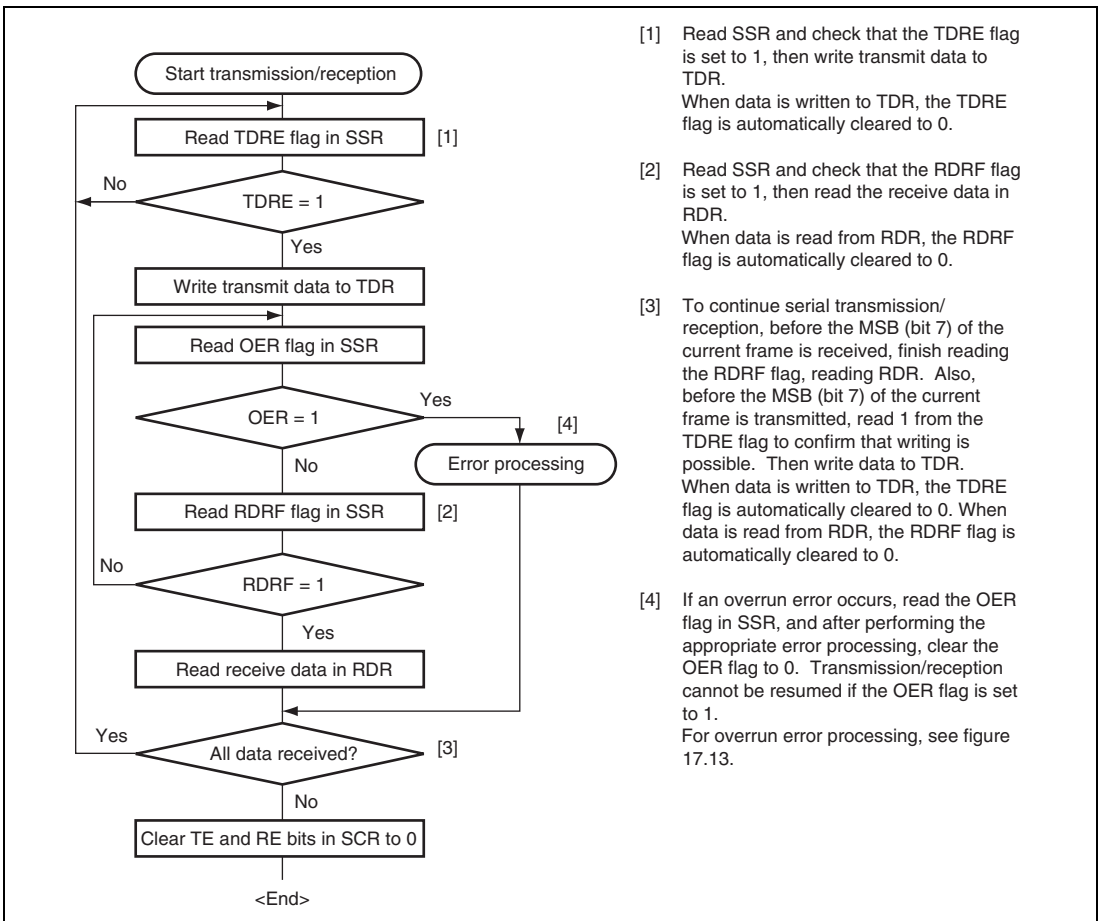 Start transmission/reception
Read TDRE flag in SSR
[1]
No
TDRE = 1
Yes
Write transmit data to TDR
Read OER flag in SSR
Yes
OER = 1
[4]
No
Error processing
Read RDRF flag in SSR
[2]
No
RDRF = 1
Yes
Read receive data in RDR
Yes
All data received?
[3]
No
Clear TE and RE bits in SCR to 0
<End>
[1] Read SSR and check that the TDRE flag
is set to 1, then write transmit data to
TDR.
When data is written to TDR, the TDRE
flag is automatically cleared to 0.
[2] Read SSR and check that the RDRF flag
is set to 1, then read the receive data in
RDR.
When data is read from RDR, the RDRF
flag is automatically cleared to 0.
[3] To continue serial transmission/
reception, before the MSB (bit 7) of the
current frame is received, finish reading
the RDRF flag, reading RDR. Also,
before the MSB (bit 7) of the current
frame is transmitted, read 1 from the
TDRE flag to confirm that writing is
possible. Then write data to TDR.
When data is written to TDR, the TDRE
flag is automatically cleared to 0. When
data is read from RDR, the RDRF flag is
automatically cleared to 0.
[4] If an overrun error occurs, read the OER
flag in SSR, and after performing the
appropriate error processing, clear the
OER flag to 0. Transmission/reception
cannot be resumed if the OER flag is set
to 1.
For overrun error processing, see figure
17.13.